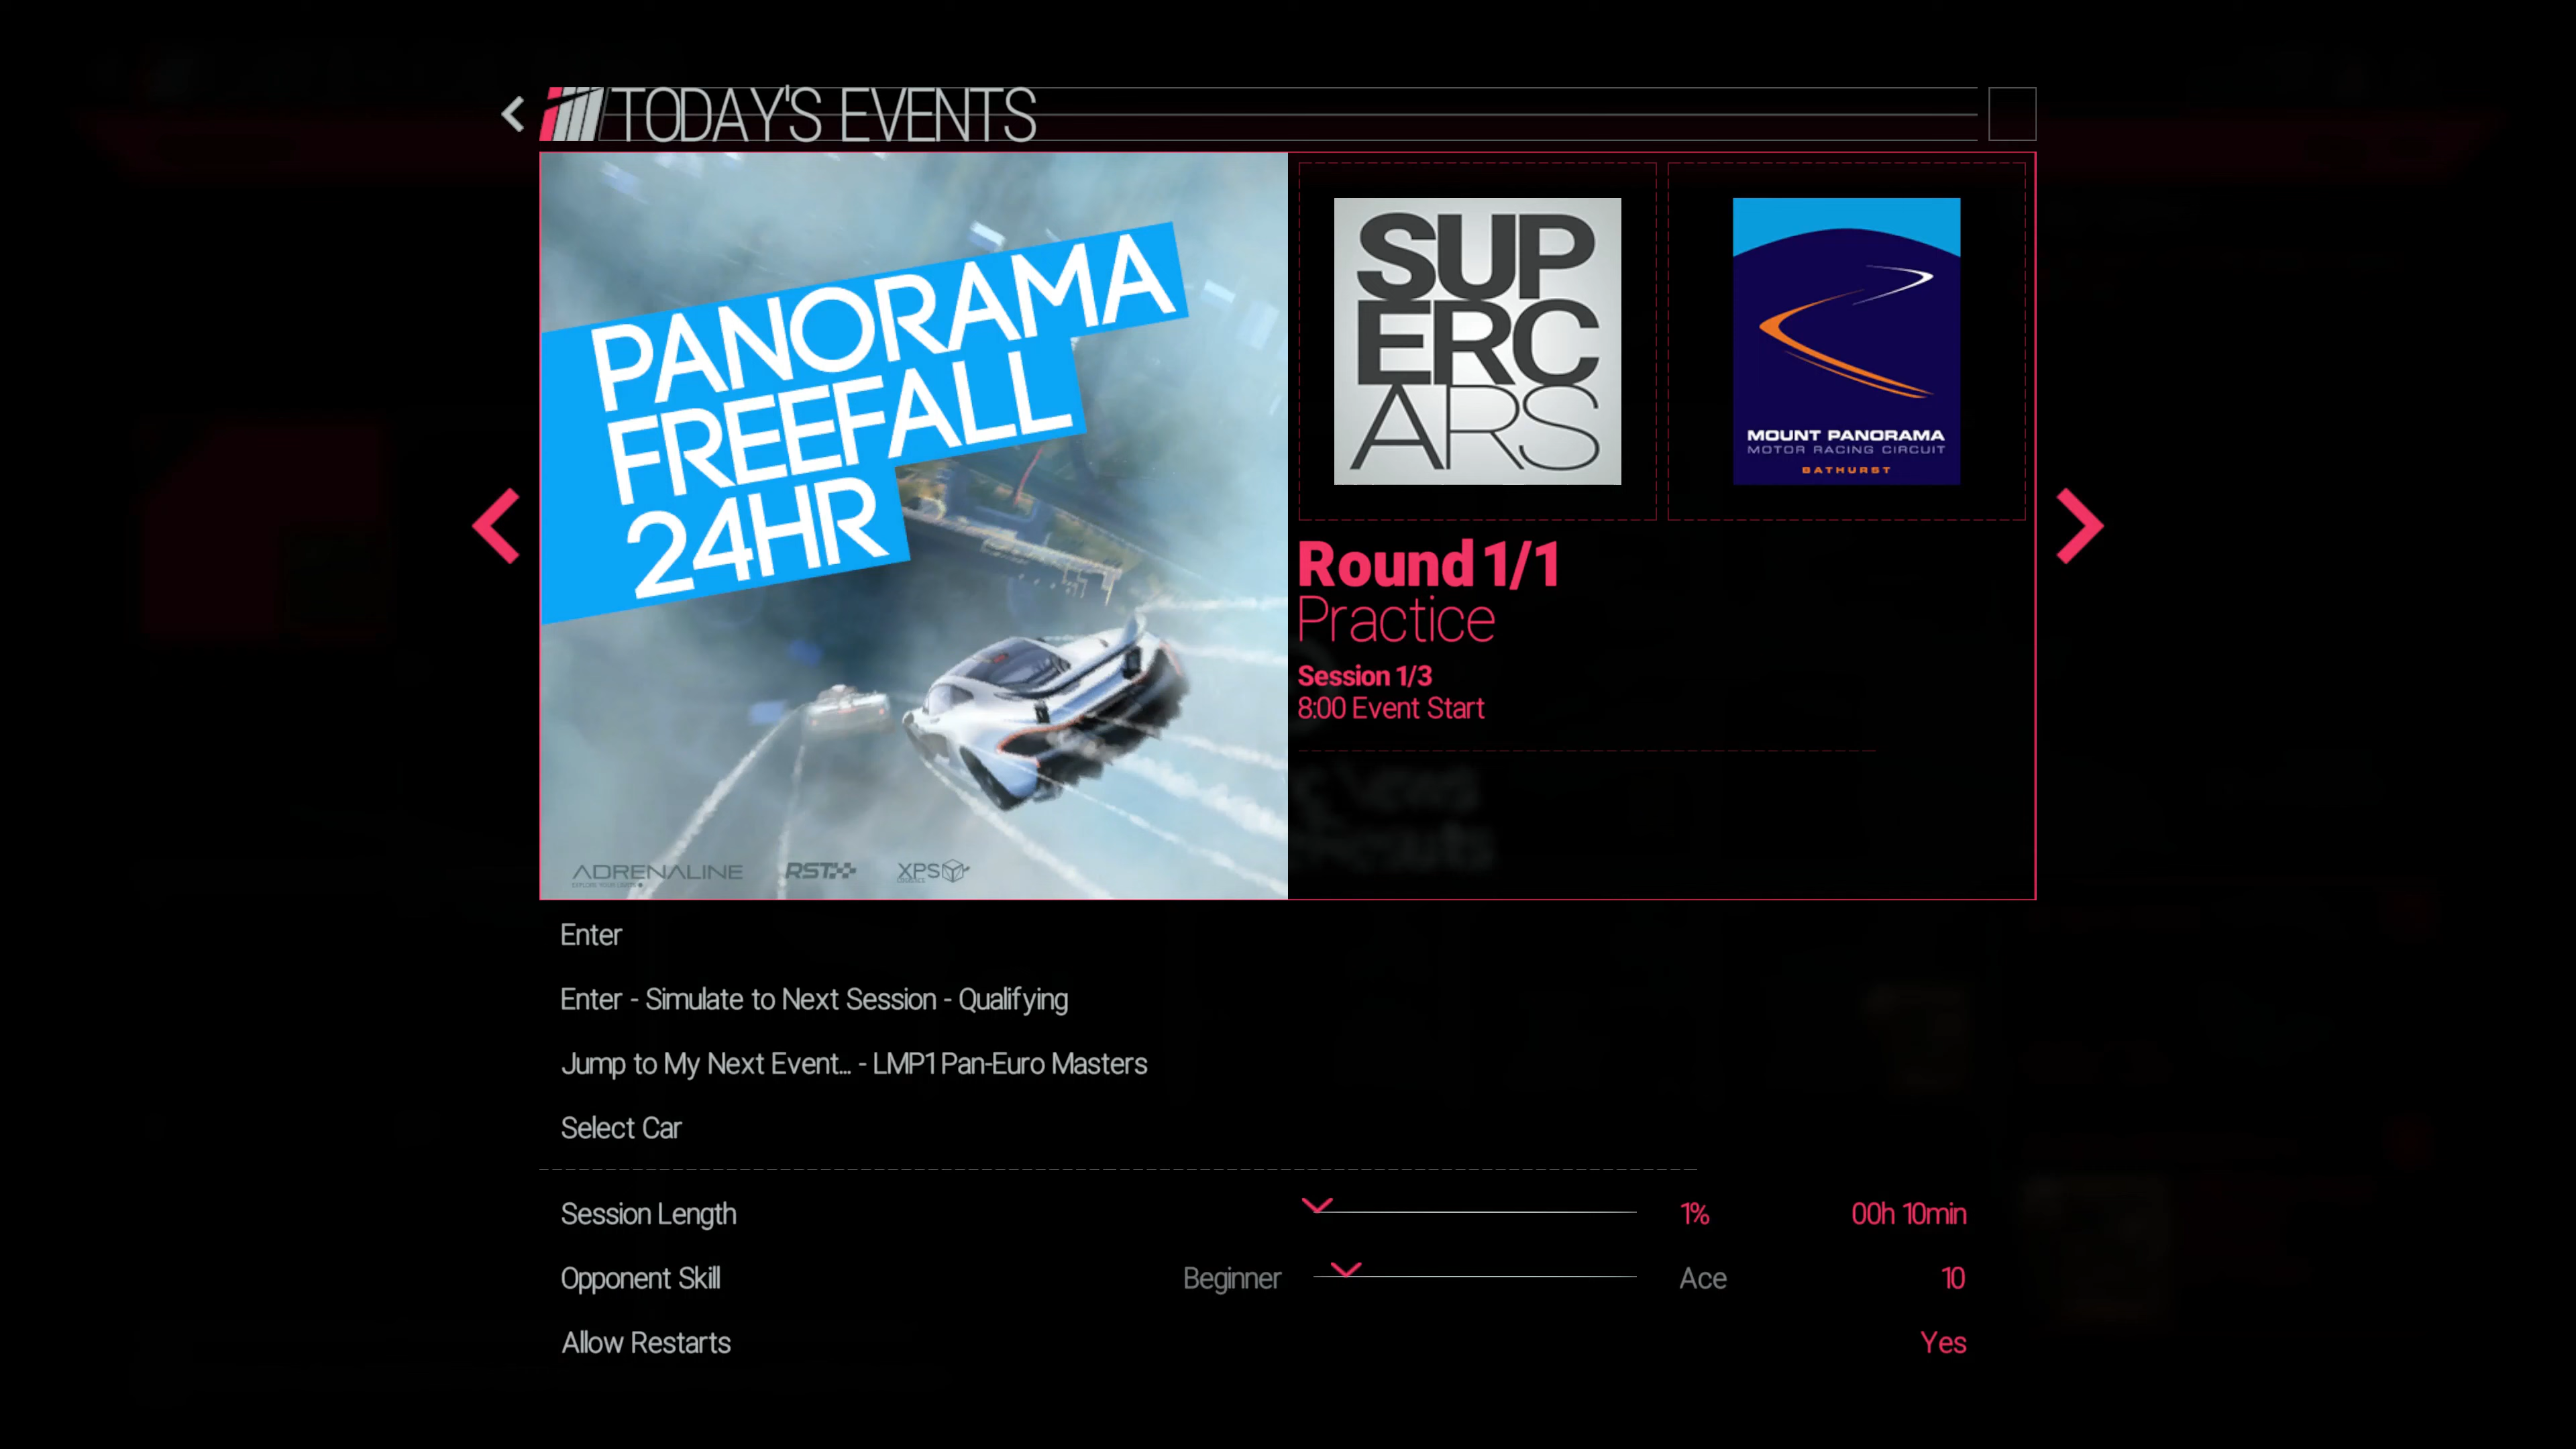 TODAY'S EVENTS
PANORAMA
FREEFALL
24HR
ADRENALINE
RST
XPS
SUP
ERC
ARS
MOUNT PANORAMA
MOTOR RACING CIRCUIT
BATHURST
Round 1/1
Practice
Session 1/3
8:00 Event Start
Enter
Enter - Simulate to Next Session - Qualifying
Jump to My Next Event... - LMP1 Pan-Euro Masters
Select Car
Session Length 1% 00h 10min
Opponent Skill Beginner Ace 10
Allow Restarts Yes